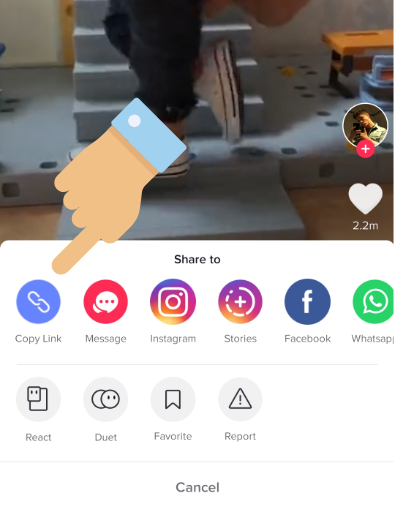 2.2m
Share to
Copy Link Message Instagram Stories Facebook Whatsapp
React Duet Favorite Report
Cancel